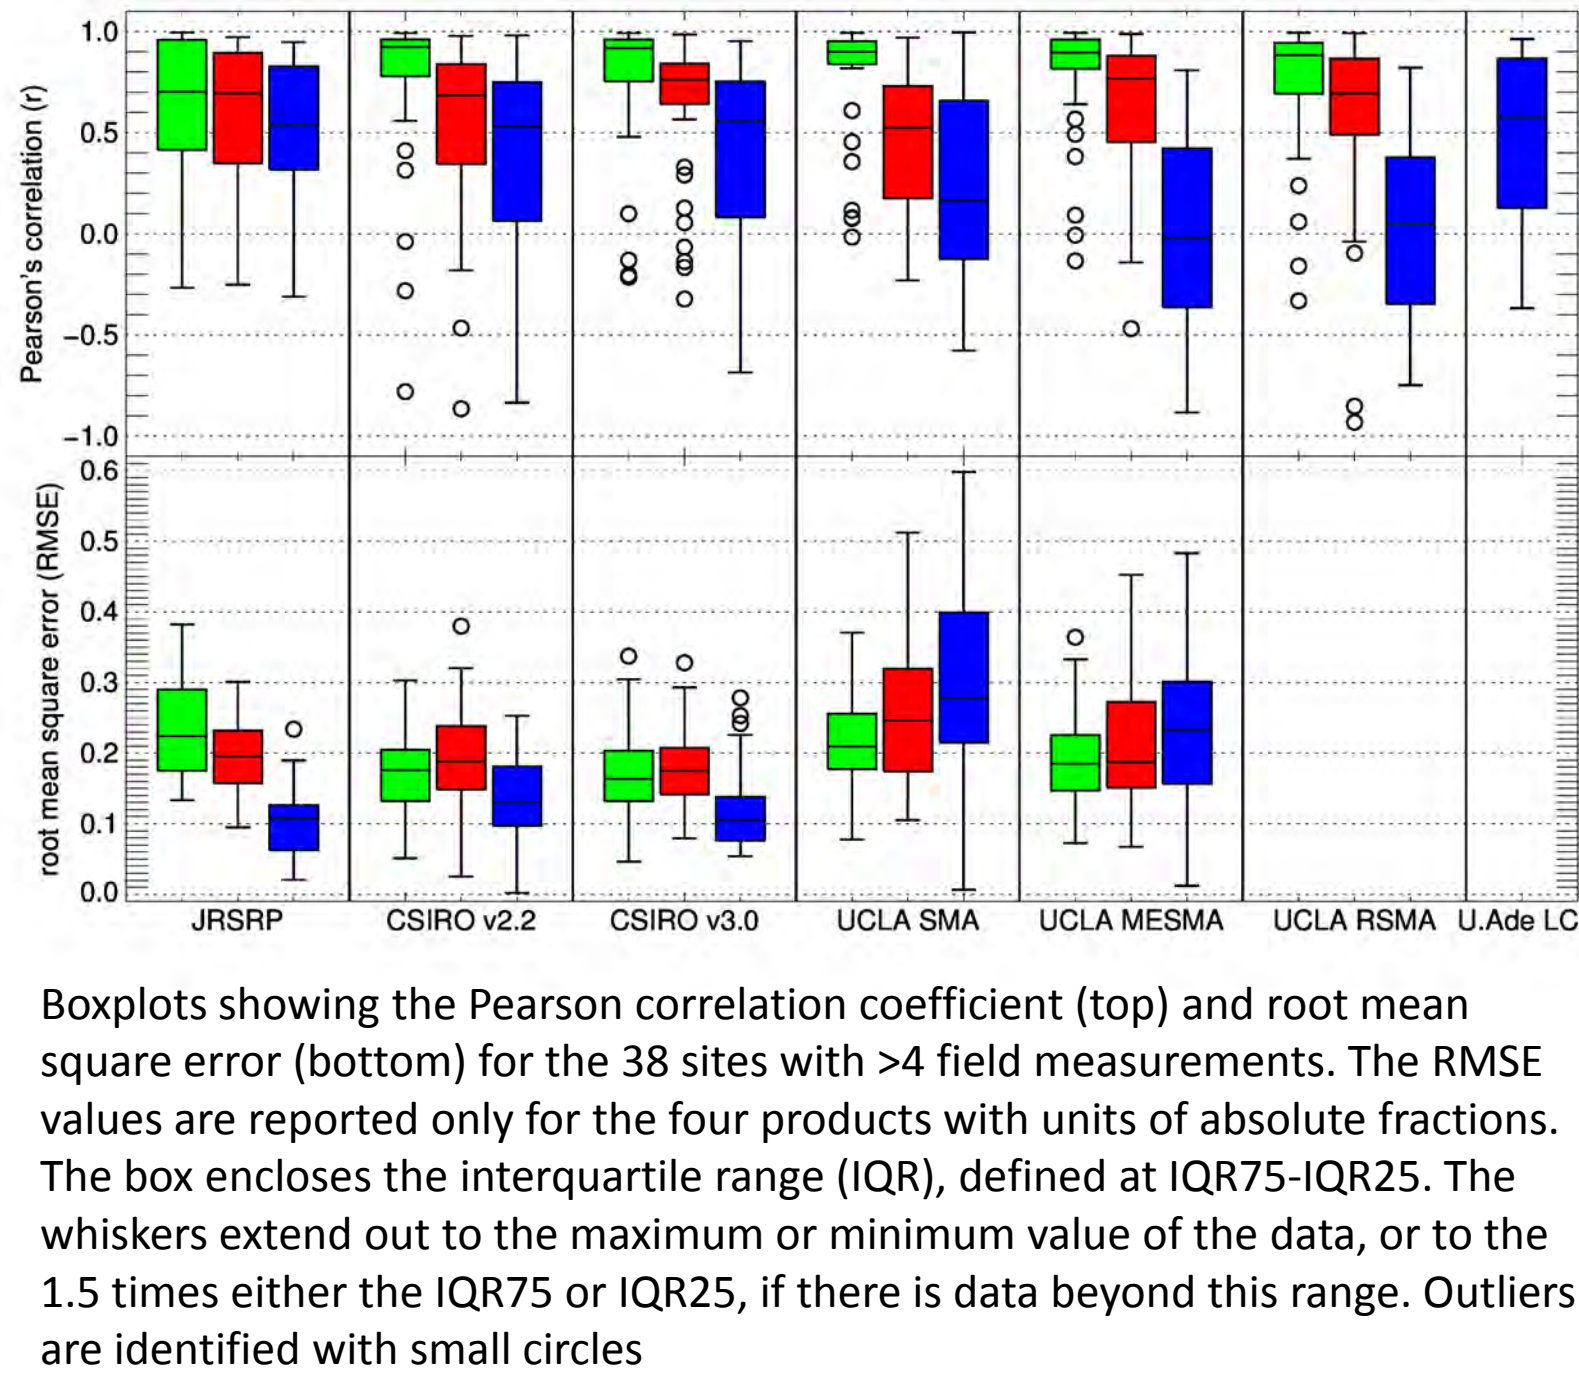 Pearson's correlation (r)
1.0
0.5
0.0
−0.5
−1.0
root mean square error (RMSE)
0.6
0.5
0.4
0.3
0.2
0.1
0.0
JRSRP CSIRO v2.2 CSIRO v3.0 UCLA SMA UCLA MESMA UCLA RSMA U.Ade LC
Boxplots showing the Pearson correlation coefficient (top) and root mean
square error (bottom) for the 38 sites with >4 field measurements. The RMSE
values are reported only for the four products with units of absolute fractions.
The box encloses the interquartile range (IQR), defined at IQR75-IQR25. The
whiskers extend out to the maximum or minimum value of the data, or to the
1.5 times either the IQR75 or IQR25, if there is data beyond this range. Outliers
are identified with small circles